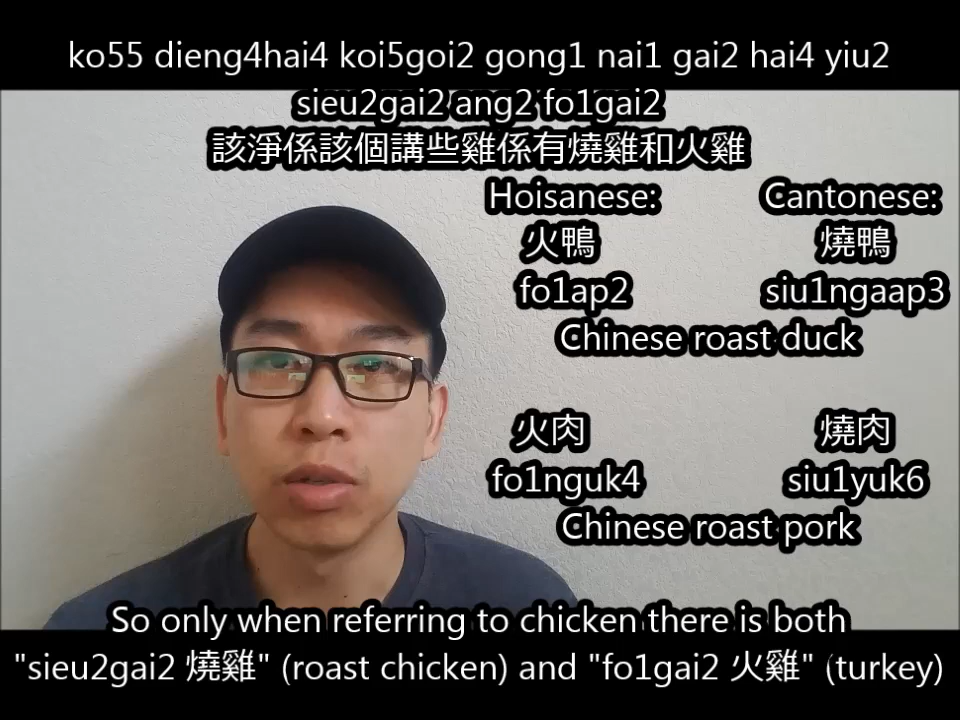 ko55 dieng4hai4 koi5goi2 gong1 nai1 gai2 hai4 yiu2
sieu2gai2 ang2 fo1gai2
該淨係該個講些雞係有燒雞和火雞
Hoisanese: Cantonese:
火鴨 燒鴨
fo1ap2 siu1ngaap3
Chinese roast duck
火肉 燒肉
fo1nguk4 siu1yuk6
Chinese roast pork
So only when referring to chicken there is both
"sieu2gai2 燒雞" (roast chicken) and "fo1gai2 火雞" (turkey)